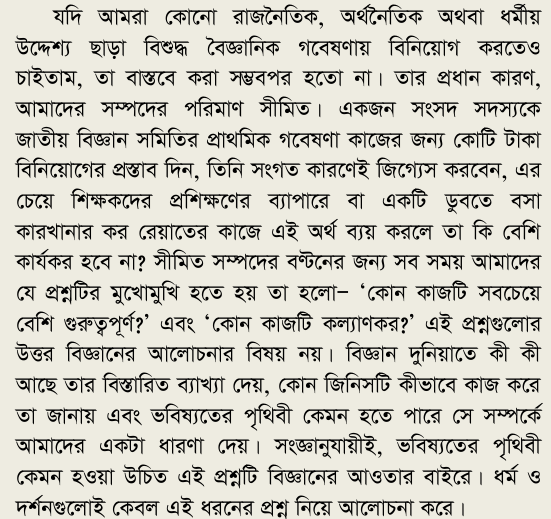 যদি আমরা কোনো রাজনৈতিক, অর্থনৈতিক অথবা ধর্মীয়
উদ্দেশ্য ছাড়া বিশুদ্ধ বৈজ্ঞানিক গবেষণায় বিনিয়োগ করতেও
চাইতাম, তা বাস্তবে করা সম্ভবপর হতো না। তার প্রধান কারণ,
আমাদের সম্পদের পরিমাণ সীমিত। একজন সংসদ সদস্যকে
জাতীয় বিজ্ঞান সমিতির প্রাথমিক গবেষণা কাজের জন্য কোটি টাকা
বিনিয়োগের প্রস্তাব দিন, তিনি সংগত কারণেই জিগ্যেস করবেন, এর
চেয়ে শিক্ষকদের প্রশিক্ষণের ব্যাপারে বা একটি ডুবতে বসা
কারখানার কর রেয়াতের কাজে এই অর্থ ব্যয় করলে তা কি বেশি
কার্যকর হবে না? সীমিত সম্পদের বণ্টনের জন্য সব সময় আমাদের
যে প্রশ্নটির মুখোমুখি হতে হয় তা হলো– ‘কোন কাজটি সবচেয়ে
বেশি গুরুত্বপূর্ণ?’ এবং ‘কোন কাজটি কল্যাণকর?’ এই প্রশ্নগুলোর
উত্তর বিজ্ঞানের আলোচনার বিষয় নয়। বিজ্ঞান দুনিয়াতে কী কী
আছে তার বিস্তারিত ব্যাখ্যা দেয়, কোন জিনিসটি কীভাবে কাজ করে
তা জানায় এবং ভবিষ্যতের পৃথিবী কেমন হতে পারে সে সম্পর্কে
আমাদের একটা ধারণা দেয়। সংজ্ঞানুযায়ীই, ভবিষ্যতের পৃথিবী
কেমন হওয়া উচিত এই প্রশ্নটি বিজ্ঞানের আওতার বাইরে। ধর্ম ও
দর্শনগুলোই কেবল এই ধরনের প্রশ্ন নিয়ে আলোচনা করে।